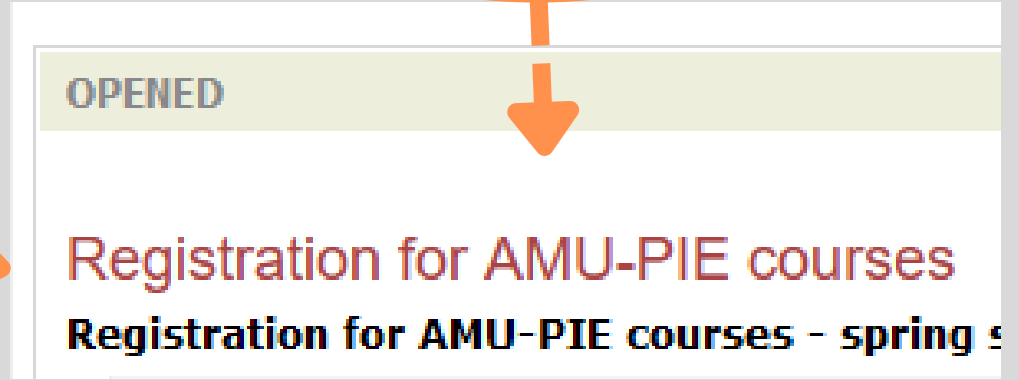 OPENED
Registration for AMU-PIE courses
Registration for AMU-PIE courses - spring